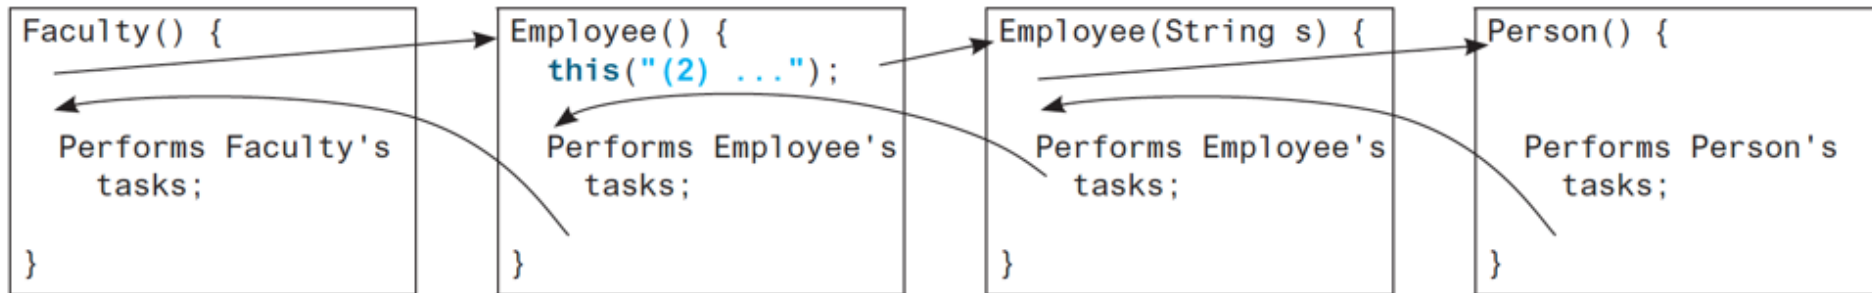 Faculty() {
Performs Faculty's
tasks;
}
Employee() {
this("(2) ...");
Performs Employee's
tasks;
}
Employee(String s) {
Performs Employee's
tasks;
}
Person() {
Performs Person's
tasks;
}